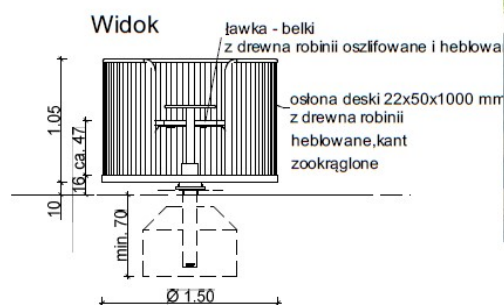 Widok
ławka - belki
z drewna robinii oszlifowane i heblowa
osłona deski 22x50x1000 mm
z drewna robinii
heblowane,kant
zookrąglone
1.05
16, ca. 47
10
min. 70
Ø 1.50